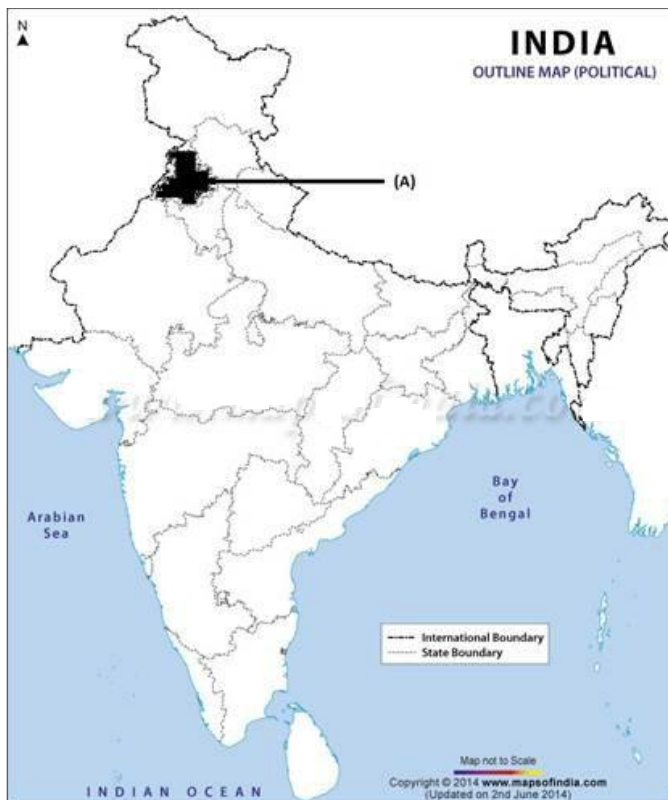 N
INDIA
OUTLINE MAP (POLITICAL)
(A)
Arabian
Sea
Bay
of
Bengal
International Boundary
State Boundary
Map not to Scale
Copyright © 2014 www.mapsofindia.com
(Updated on 2nd June 2014)
INDIAN OCEAN